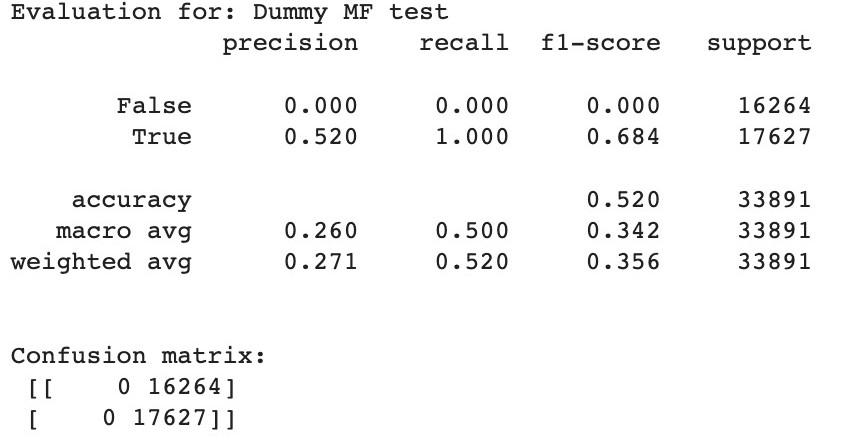 Evaluation for: Dummy MF test
precision recall f1-score support
False 0.000 0.000 0.000 16264
True 0.520 1.000 0.684 17627
accuracy 0.520 33891
macro avg 0.260 0.500 0.342 33891
weighted avg 0.271 0.520 0.356 33891
Confusion matrix:
[[ 0 16264]
[ 0 17627]]